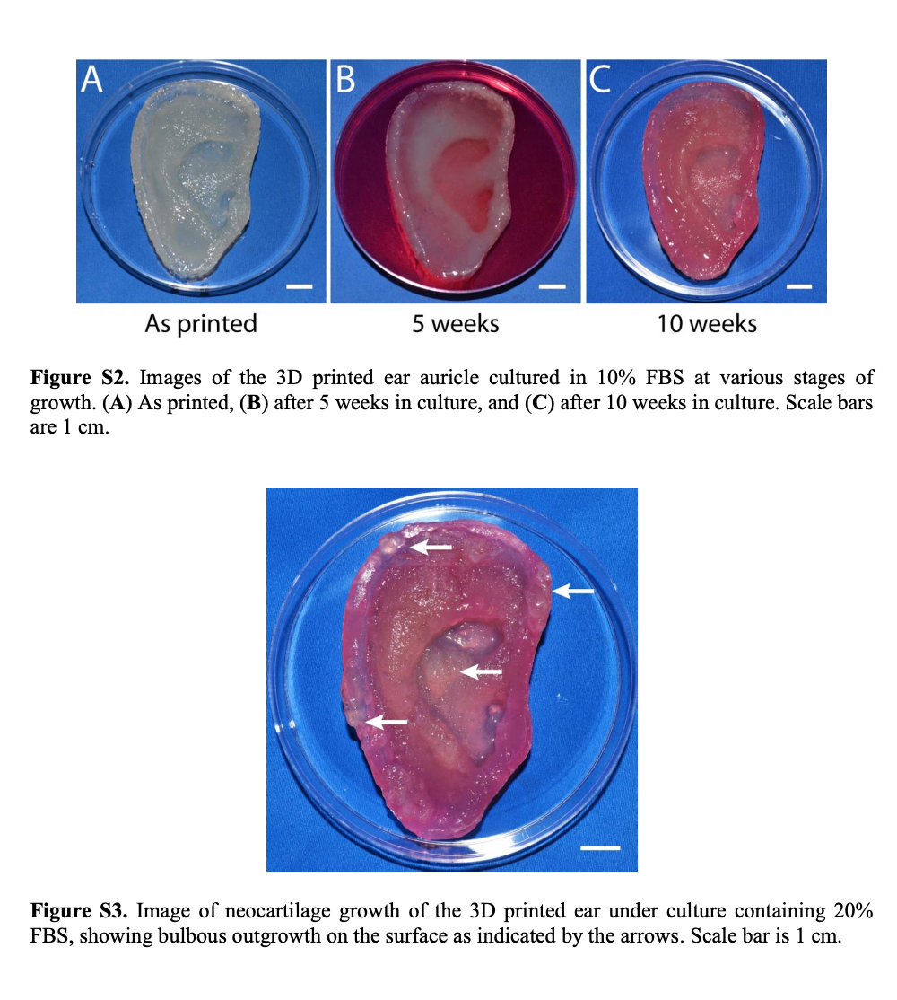 A
B
C
As printed
5 weeks
10 weeks
Figure S2. Images of the 3D printed ear auricle cultured in 10% FBS at various stages of
growth. (A) As printed, (B) after 5 weeks in culture, and (C) after 10 weeks in culture. Scale bars
are 1 cm.
Figure S3. Image of neocartilage growth of the 3D printed ear under culture containing 20%
FBS, showing bulbous outgrowth on the surface as indicated by the arrows. Scale bar is 1 cm.